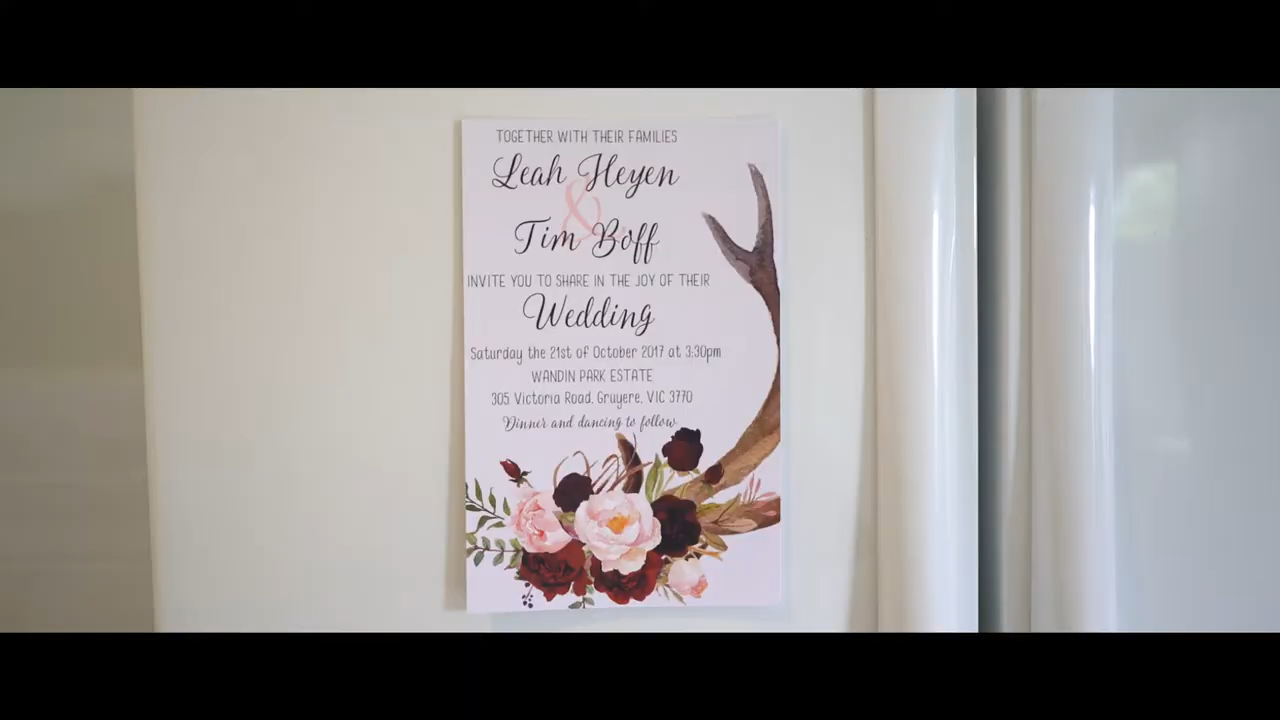 TOGETHER WITH THEIR FAMILIES
Leah Heyen
&
Tim Boff
INVITE YOU TO SHARE IN THE JOY OF THEIR
Wedding
Saturday the 21st of October 2017 at 3:30pm
WANDIN PARK ESTATE
305 Victoria Road, Gruyere, VIC 3770
Dinner and dancing to follow